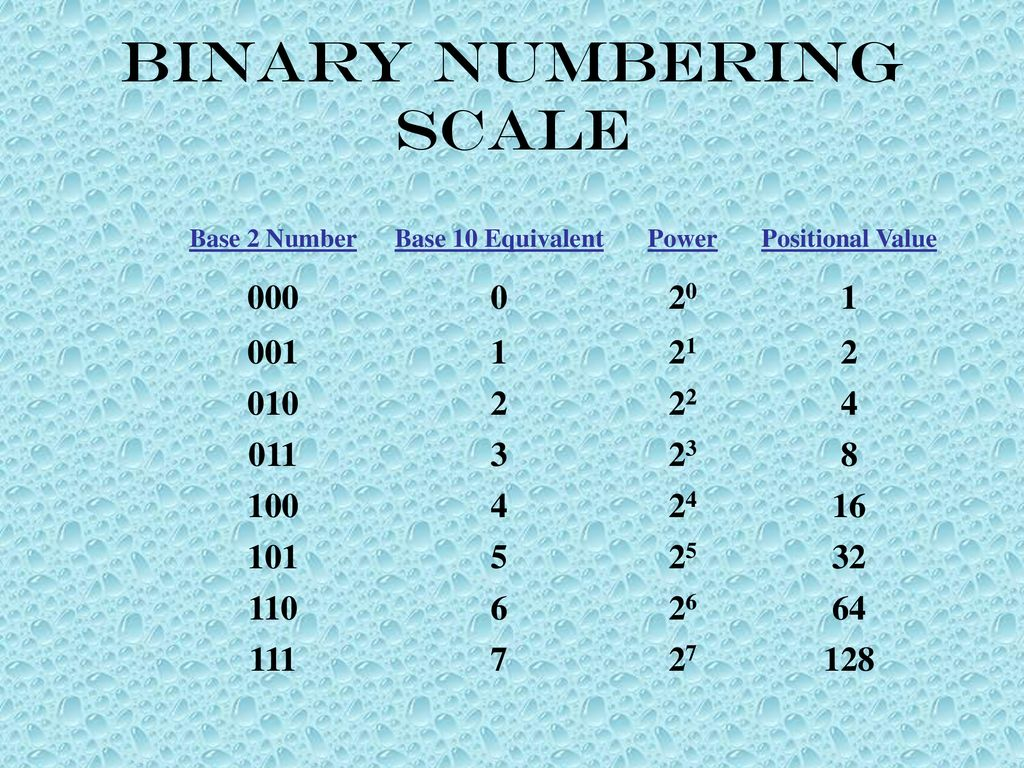 BINARY NUMBERING
SCALE
Base 2 Number Base 10 Equivalent Power Positional Value
000 0 2⁰ 1
001 1 2¹ 2
010 2 2² 4
011 3 2³ 8
100 4 2⁴ 16
101 5 2⁵ 32
110 6 2⁶ 64
111 7 2⁷ 128